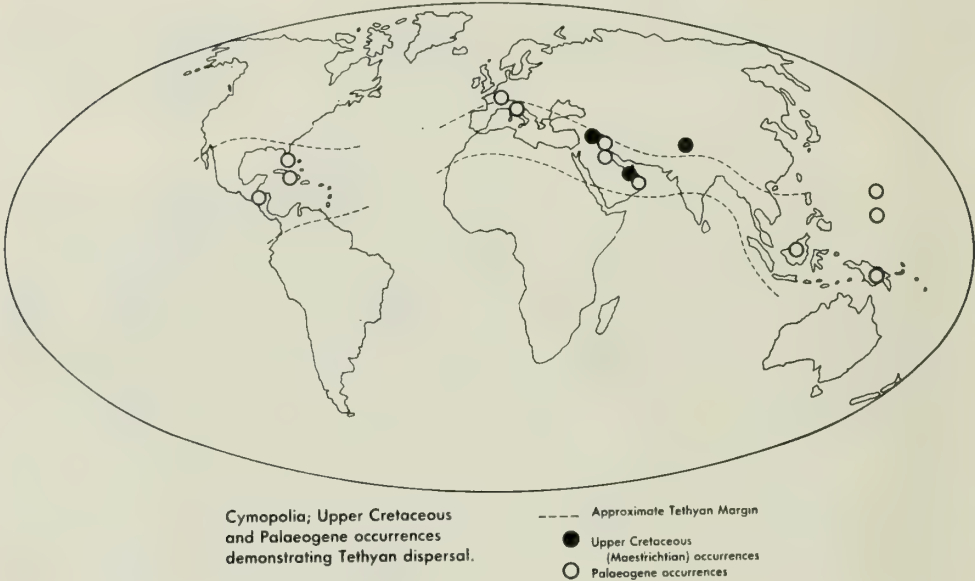 Cymopolia; Upper Cretaceous
and Palaeogene occurrences
demonstrating Tethyan dispersal.
Approximate Tethyan Margin
Upper Cretaceous
(Maestrichtian) occurrences
Palaeogene occurrences